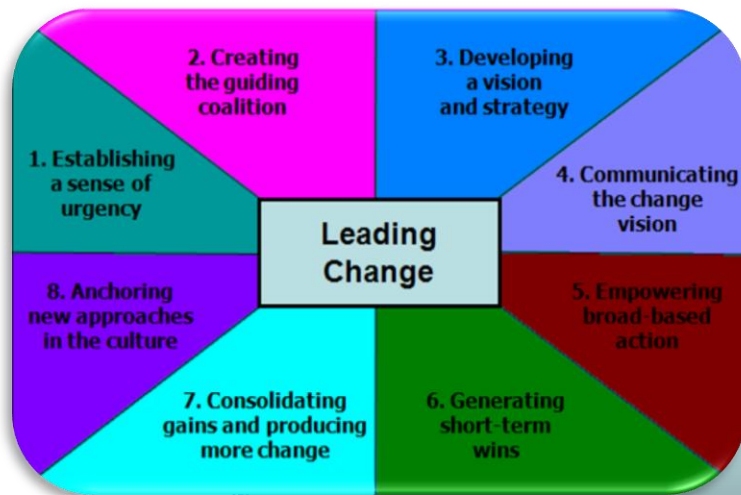 Leading
Change
1. Establishing
a sense of
urgency
2. Creating
the guiding
coalition
3. Developing
a vision
and strategy
4. Communicating
the change
vision
5. Empowering
broad-based
action
6. Generating
short-term
wins
7. Consolidating
gains and producing
more change
8. Anchoring
new approaches
in the culture